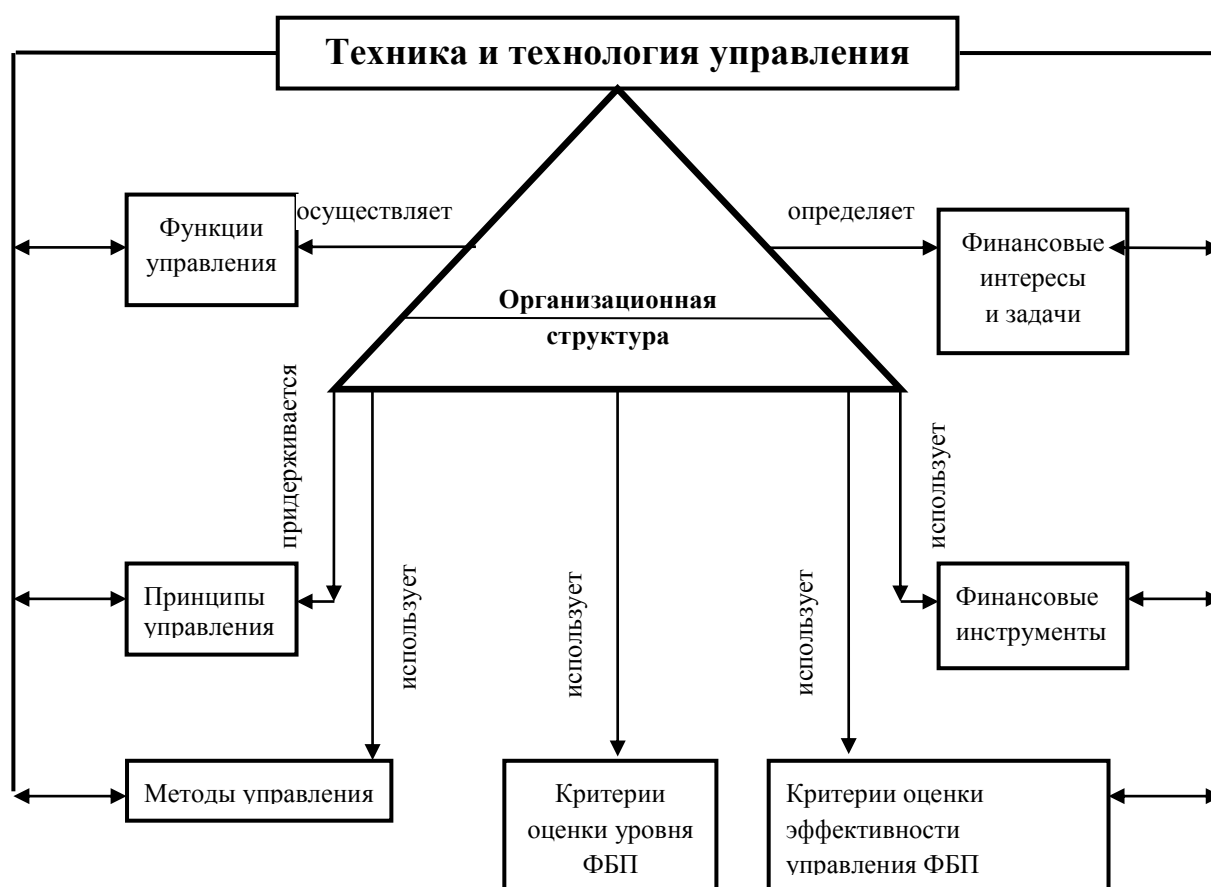 Техника и технология управления
осуществляет
определяет
Функции
управления
Финансовые
интересы
и задачи
Организационная
структура
придерживается
использует
использует
использует
использует
Принципы
управления
Финансовые
инструменты
Методы управления
Критерии
оценки уровня
ФБП
Критерии оценки
эффективности
управления ФБП